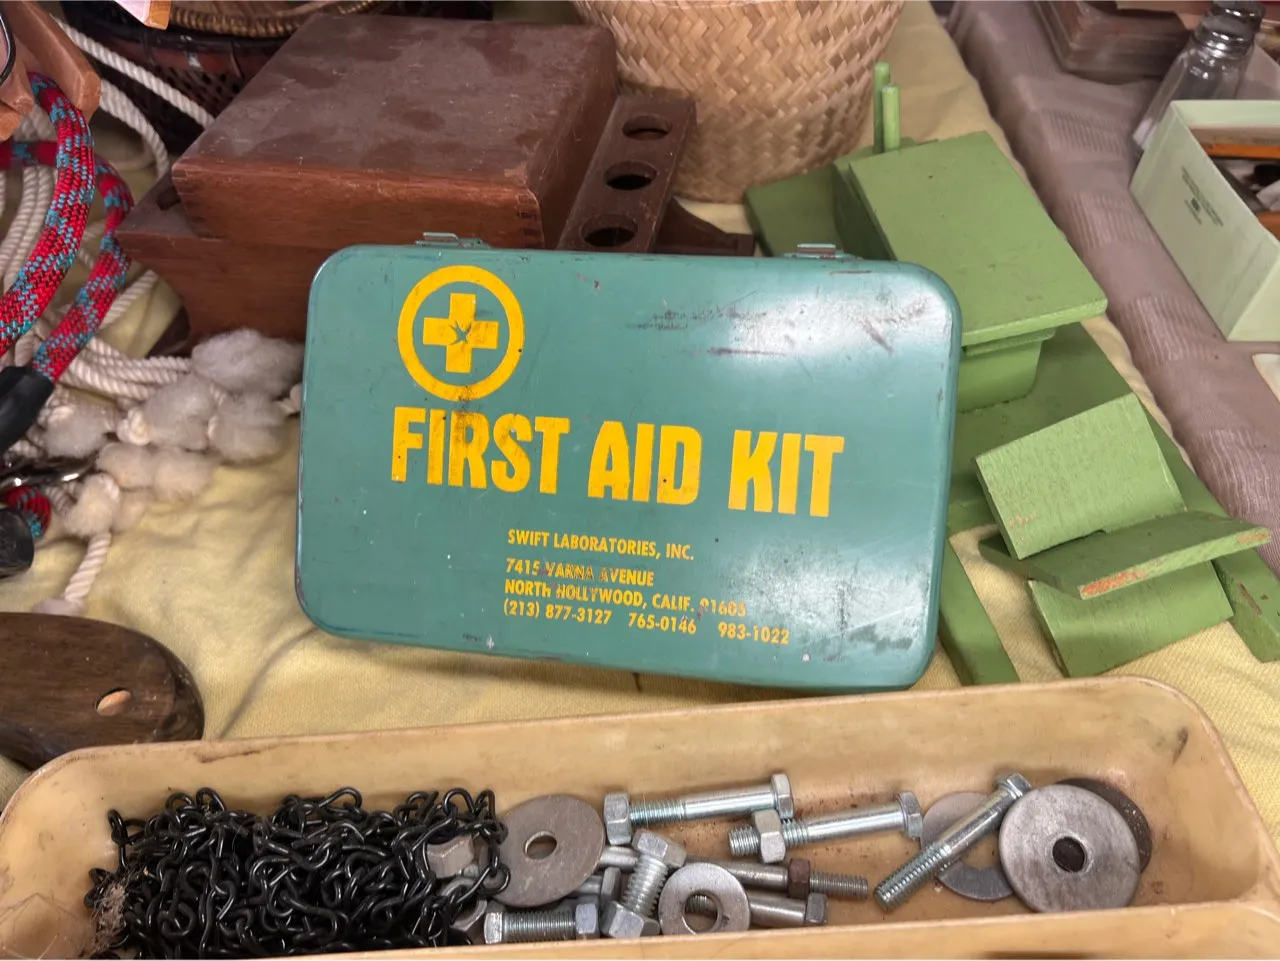 FIRST AID KIT
SWIFT LABORATORIES, INC.
7415 VARNA AVENUE
NORTH HOLLYWOOD, CALIF. 91605
(213) 877-3127 765-0146 983-1022